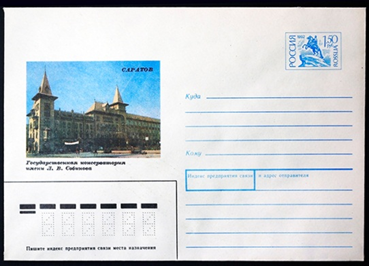 САРАТОВ
Государственная консерватория
имени Л. В. Собинова
РОССИЯ
1.50
РОССИЯ
Куда
Кому
Индекс предприятия связи и адрес отправителя
Пишите индекс предприятия связи места назначения